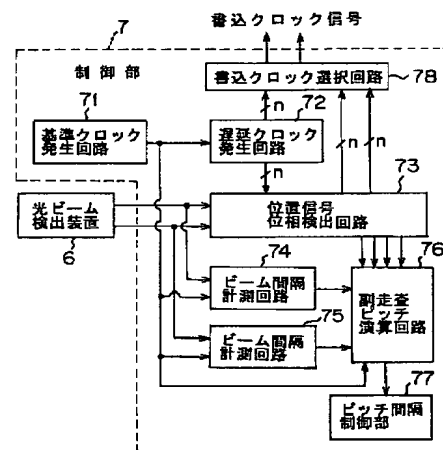 書込クロック信号
7
制御部
書込クロック選択回路
78
71
基準クロック
発生回路
72
遅延クロック
発生回路
n
n
n
n
73
光ビーム
検出装置
6
位置信号
位相検出回路
74
ビーム間隔
計測回路
75
ビーム間隔
計測回路
76
副走査
ピッチ
演算回路
77
ピッチ間隔
制御部